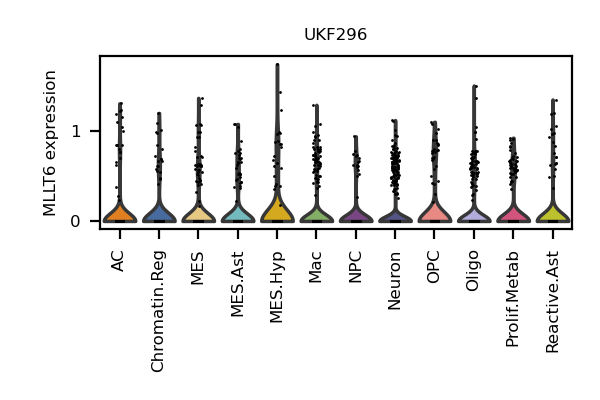 UKF296
MLLT6 expression
1
0
AC
Chromatin.Reg
MES
MES.Ast
MES.Hyp
Mac
NPC
Neuron
OPC
Oligo
Prolif.Metab
Reactive.Ast